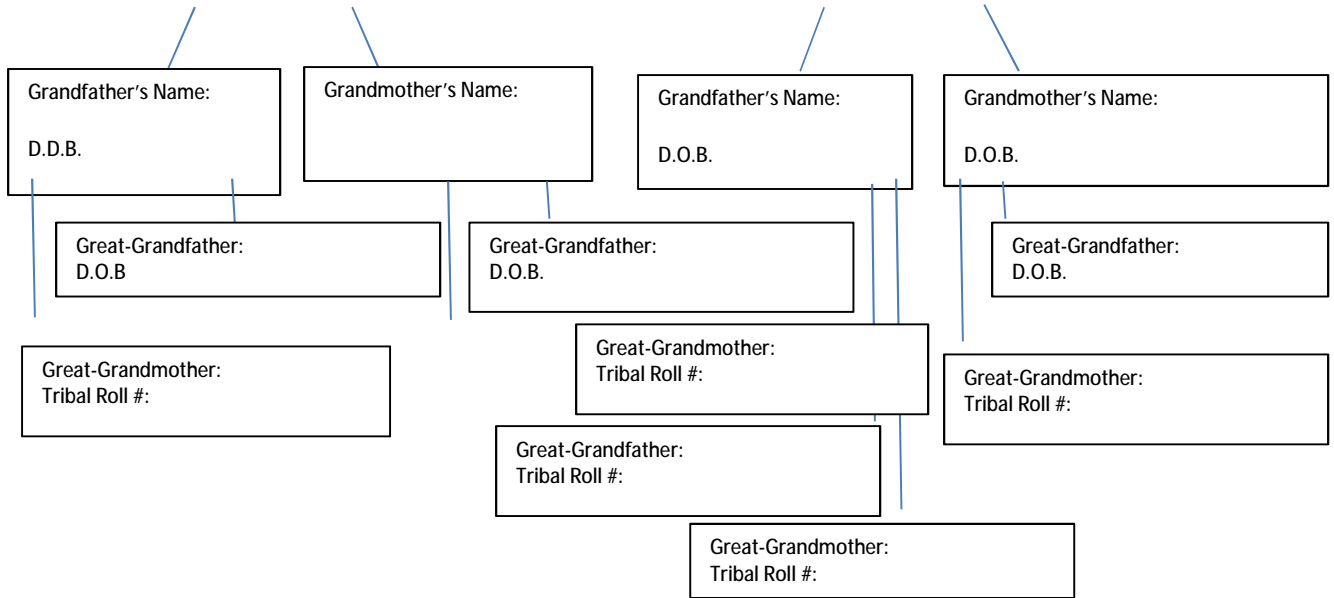 Grandfather's Name:
D.D.B.
Grandmother's Name:
Grandfather's Name:
D.O.B.
Grandmother's Name:
D.O.B.
Great-Grandfather:
D.O.B
Great-Grandfather:
D.O.B.
Great-Grandfather:
D.O.B.
Great-Grandmother:
Tribal Roll #:
Great-Grandmother:
Tribal Roll #:
Great-Grandmother:
Tribal Roll #:
Great-Grandfather:
Tribal Roll #:
Great-Grandmother:
Tribal Roll #: